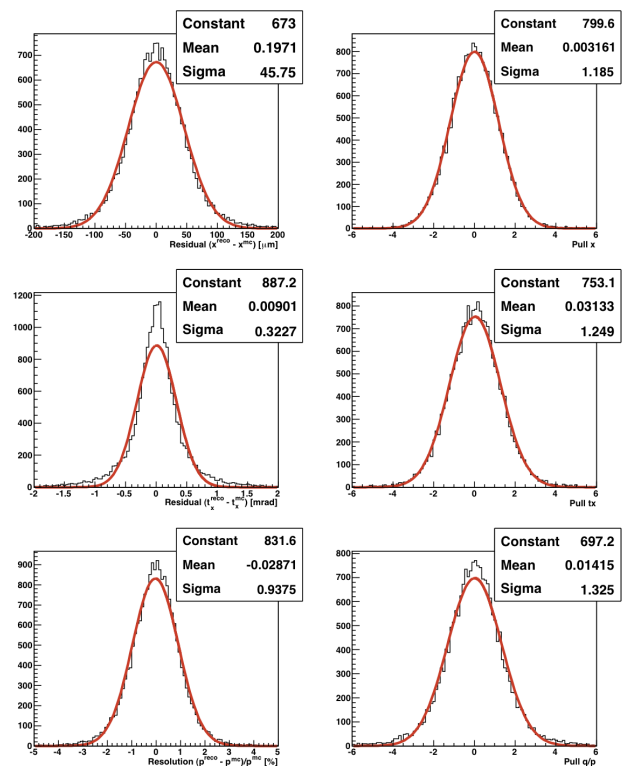 Constant 673
Mean 0.1971
Sigma 45.75
700
600
500
400
300
200
100
0
-200 -150 -100 -50 0 50 100 150 200
Residual (x^reco - x^mc) [μm]
Constant 799.6
Mean 0.003161
Sigma 1.185
800
700
600
500
400
300
200
100
0
-6 -4 -2 0 2 4 6
Pull x
Constant 887.2
Mean 0.00901
Sigma 0.3227
1200
1000
800
600
400
200
0
-2 -1.5 -1 -0.5 0 0.5 1 1.5 2
Residual (t_x^reco - t_x^mc) [mrad]
Constant 753.1
Mean 0.03133
Sigma 1.249
800
700
600
500
400
300
200
100
0
-6 -4 -2 0 2 4 6
Pull tx
Constant 831.6
Mean -0.02871
Sigma 0.9375
900
800
700
600
500
400
300
200
100
0
-5 -4 -3 -2 -1 0 1 2 3 4 5
Resolution (p^reco - p^mc)/p^mc [%]
Constant 697.2
Mean 0.01415
Sigma 1.325
800
700
600
500
400
300
200
100
0
-6 -4 -2 0 2 4 6
Pull q/p